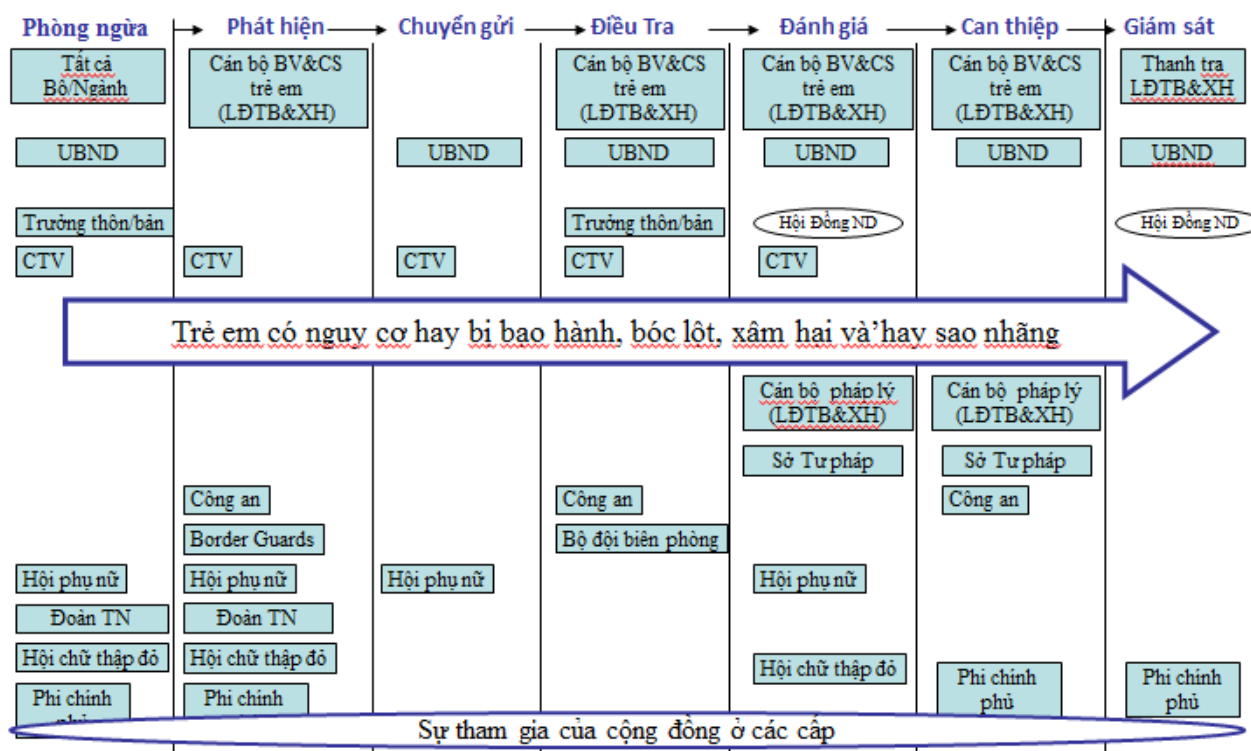 Phòng ngừa Phát hiện Chuyển gửi Điều Tra Đánh giá Can thiệp Giám sát
Tất cả
Bộ/Ngành
Cán bộ BV&CS
trẻ em
(LĐTB&XH)
Cán bộ BV&CS
trẻ em
(LĐTB&XH)
Cán bộ BV&CS
trẻ em
(LĐTB&XH)
Cán bộ BV&CS
trẻ em
(LĐTB&XH)
Thanh tra
LĐTB&XH
UBND UBND UBND UBND UBND UBND
Trưởng thôn/bản Trưởng thôn/bản Hội Đồng ND Hội Đồng ND
CTV CTV CTV CTV CTV
Trẻ em có nguy cơ hay bị bạo hành, bóc lột, xâm hại và'hay sao nhãng
Cán bộ pháp lý
(LĐTB&XH)
Cán bộ pháp lý
(LĐTB&XH)
Sở Tư pháp Sở Tư pháp
Công an Công an Công an
Border Guards Bộ đội biên phòng
Hội phụ nữ Hội phụ nữ Hội phụ nữ Hội phụ nữ
Đoàn TN Đoàn TN
Hội chữ thập đỏ Hội chữ thập đỏ Hội chữ thập đỏ
Phi chính
phủ
Phi chính
Phi chính
phủ
Phi chính
phủ
Sự tham gia của cộng đồng ở các cấp